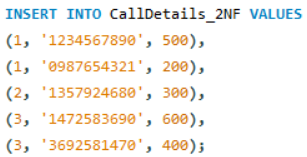 INSERT INTO CallDetails_2NF VALUES
(1, '1234567890', 500),
(1, '0987654321', 200),
(2, '1357924680', 300),
(3, '1472583690', 600),
(3, '3692581470', 400);